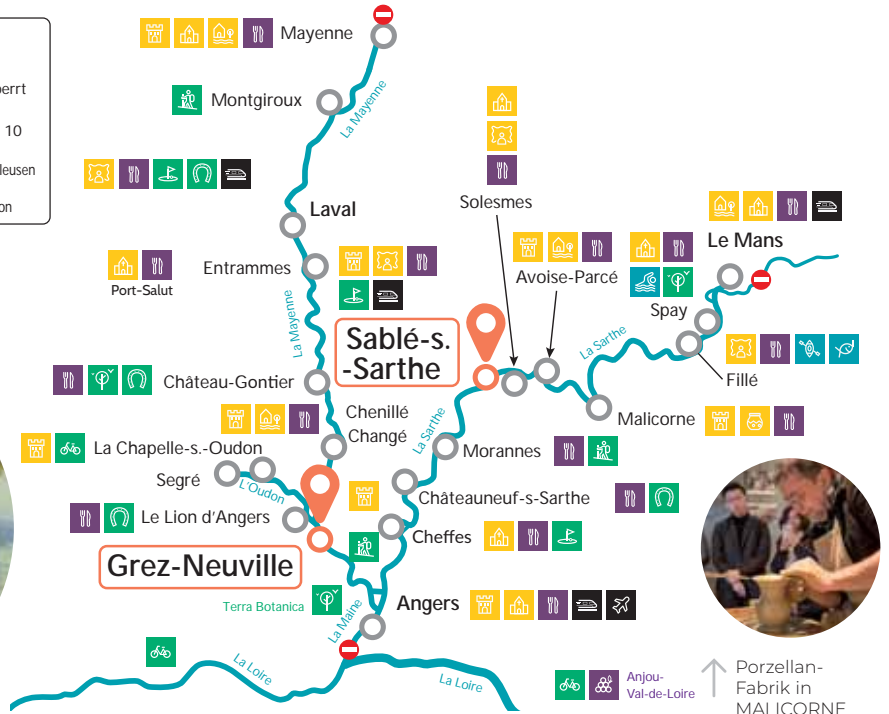 errt
10
leusen
on
Mayenne
La Mayenne
Montgiroux
Laval
Entrammes
Port-Salut
La Mayenne
Château-Gontier
Chenillé
Changé
La Chapelle-s.-Oudon
Segré
L'Oudon
Le Lion d'Angers
Grez-Neuville
Terra Botanica
La Maine
Angers
La Loire
La Loire
Sablé-s.
-Sarthe
Solesmes
Avoise-Parcé
Le Mans
Spay
La Sarthe
Fillé
Malicorne
La Sarthe
Morannes
Châteauneuf-s-Sarthe
Cheffes
Anjou-
Val-de-Loire
Porzellan-
Fabrik in
MALICORNE